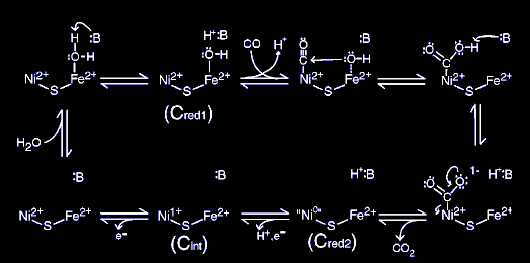 H :B
H⁺:B
:B
:B
:Ö-H
:Ö-H
CO
H⁺
:O
C
:Ö-H
:O
:Ö-H
C
Ni²⁺ S Fe²⁺
Ni²⁺ S Fe²⁺
Ni²⁺ S Fe²⁺
Ni²⁺ S Fe²⁺
(Cred1)
H₂O
:B
:B
H⁺:B
H⁺:B
:O
:O: 1-
C
Ni²⁺ S Fe²⁺
Ni¹⁺ S Fe²⁺
"Ni⁰" S Fe²⁺
Ni²⁺ S Fe²⁺
e⁻
(Cint)
H⁺,e⁻
(Cred2)
CO₂